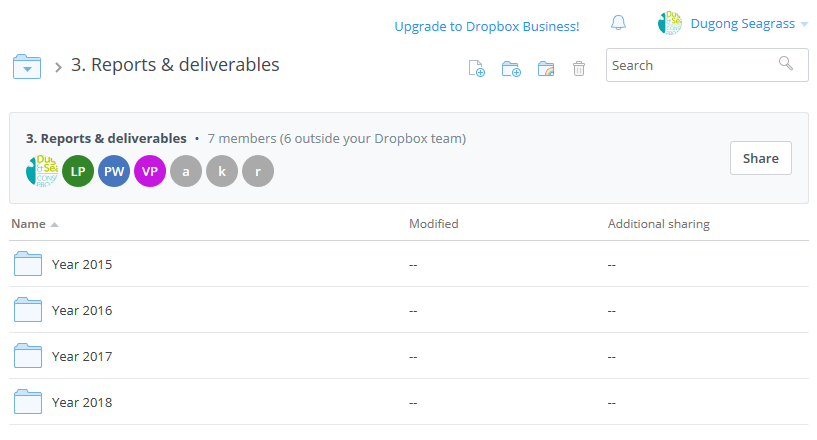 Upgrade to Dropbox Business!
Dugong Seagrass
3. Reports & deliverables
Search
3. Reports & deliverables • 7 members (6 outside your Dropbox team)
LP PW VP a k r
Share
Name Modified Additional sharing
Year 2015 -- --
Year 2016 -- --
Year 2017 -- --
Year 2018 -- --